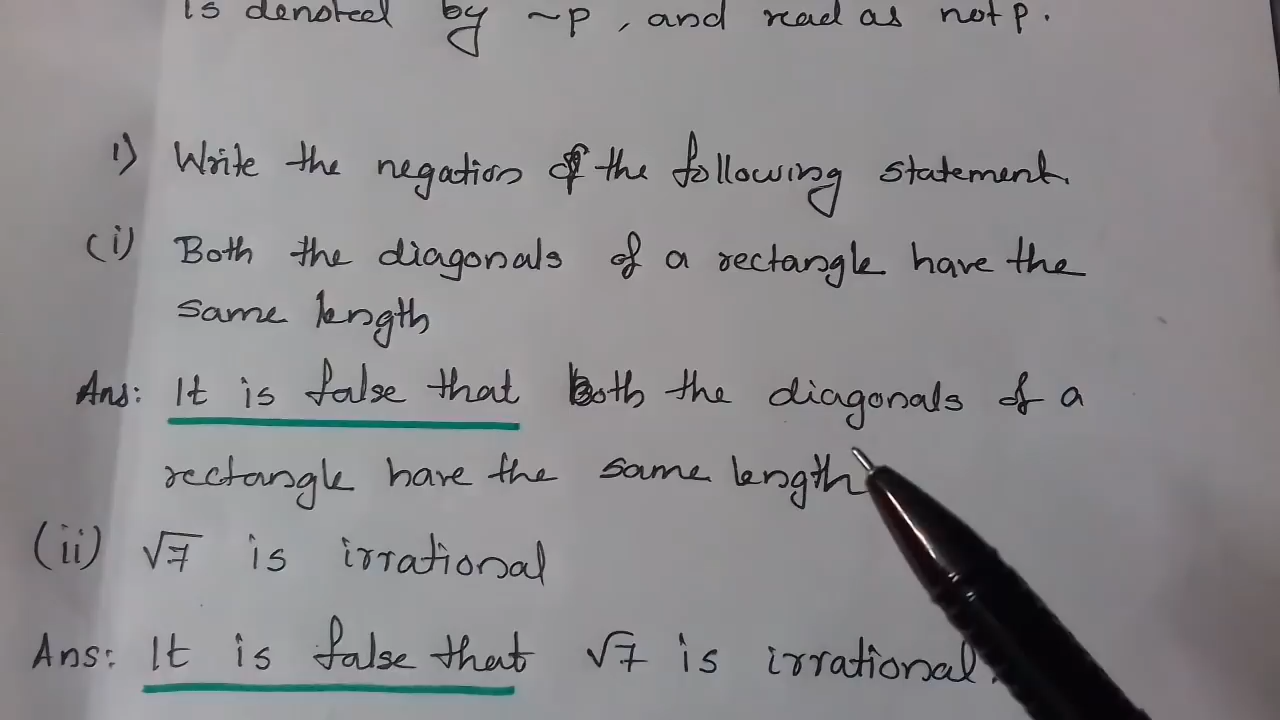 is denoted by ~p, and read as not p.
1) Write the negation of the following statement.
(i) Both the diagonals of a rectangle have the
same length
Ans: It is false that both the diagonals of a
rectangle have the same length
(ii) √7 is irrational
Ans: It is false that √7 is irrational.